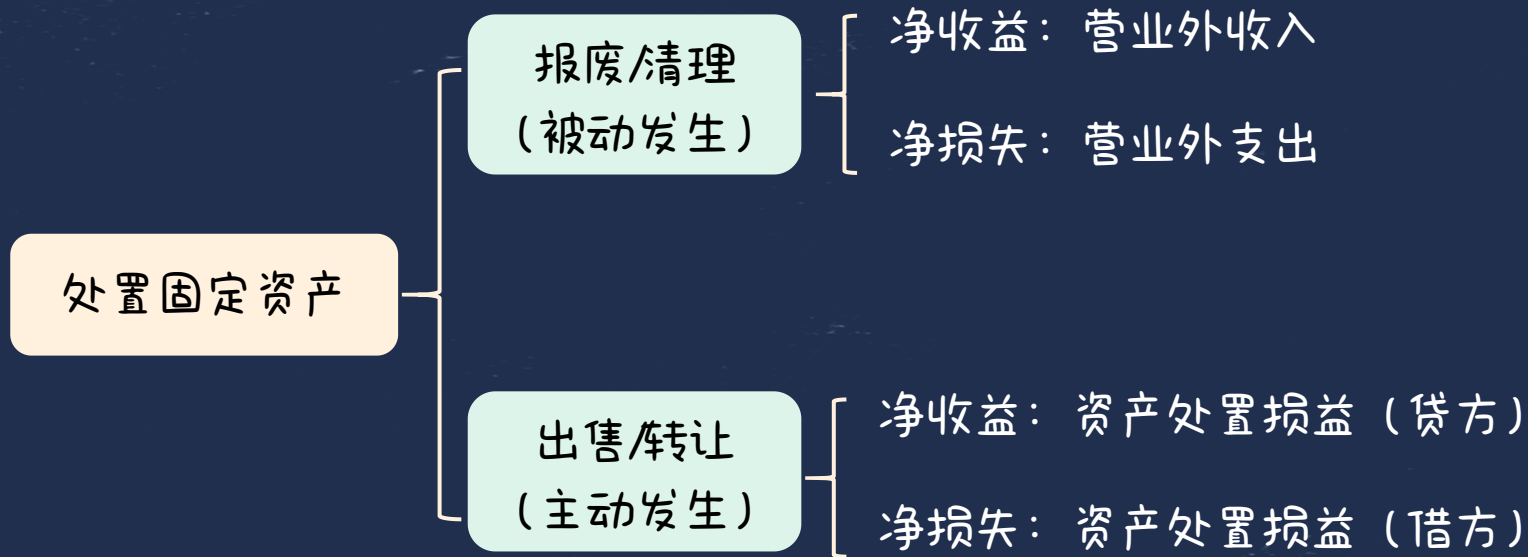 处置固定资产
报废/清理
(被动发生)
净收益：营业外收入
净损失：营业外支出
出售/转让
(主动发生)
净收益：资产处置损益（贷方）
净损失：资产处置损益（借方）